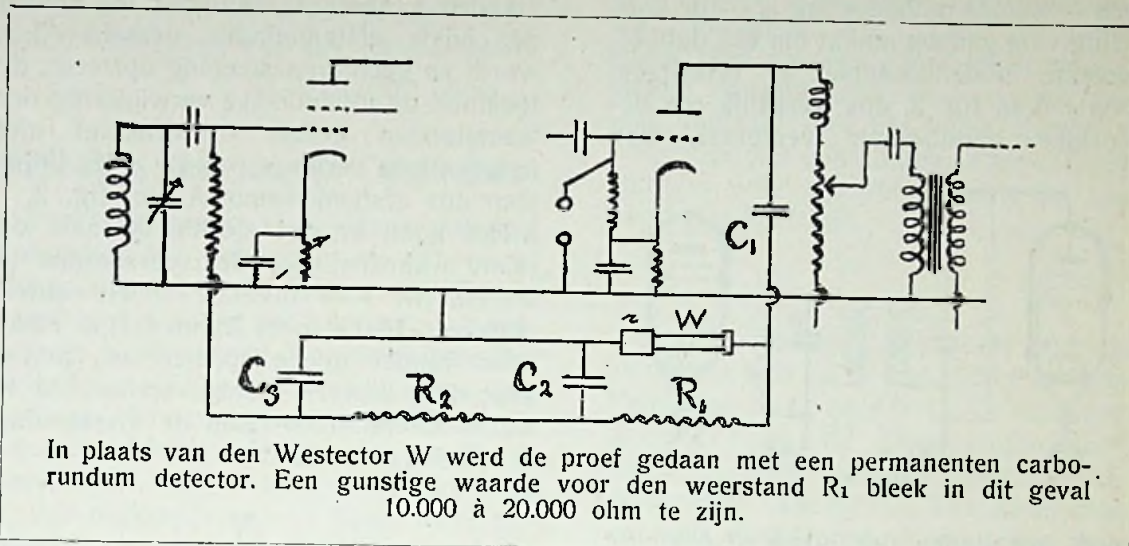 C₁
~ W
C₃ R₂ C₂ R₁
In plaats van den Westector W werd de proef gedaan met een permanenten carbo-
rundum detector. Een gunstige waarde voor den weerstand R₁ bleek in dit geval
10.000 à 20.000 ohm te zijn.